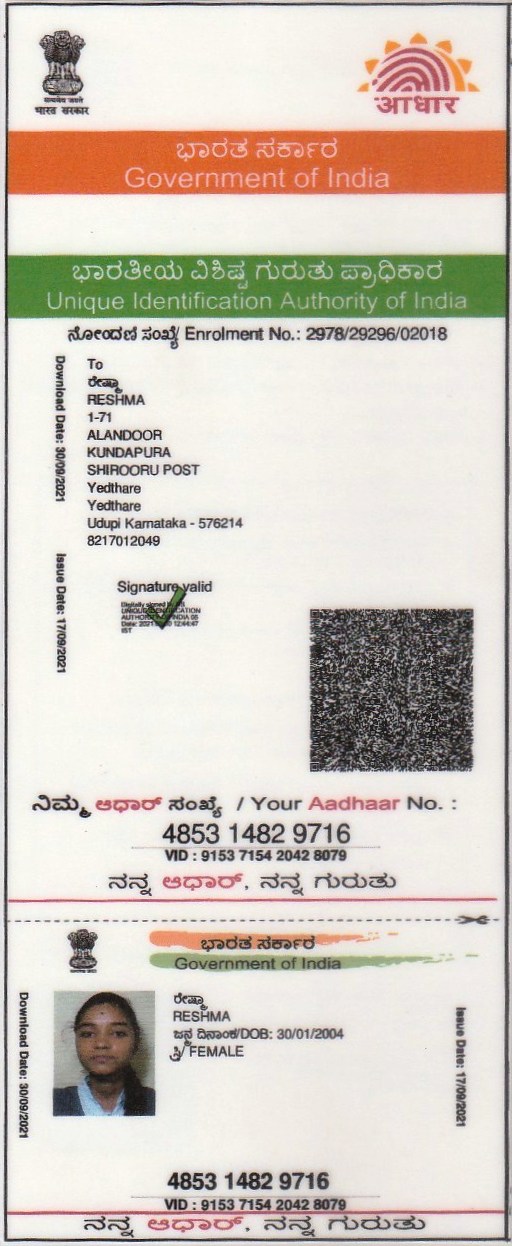 सत्यमेव जयते
भारत सरकार
आधार
ಭಾರತ ಸರ್ಕಾರ
Government of India
ಭಾರತೀಯ ವಿಶಿಷ್ಟ ಗುರುತು ಪ್ರಾಧಿಕಾರ
Unique Identification Authority of India
ನೋಂದಣಿ ಸಂಖ್ಯೆ/ Enrolment No.: 2978/29296/02018
Download Date: 30/09/2021
Issue Date: 17/09/2021
To
ರೇಷ್ಮಾ
RESHMA
1-71
ALANDOOR
KUNDAPURA
SHIROORU POST
Yedthare
Yedthare
Udupi Karnataka - 576214
8217012049
Signature valid
Digitally signed by
UNIQUE IDENTIFICATION
AUTHORITY OF INDIA 05
Date: 2021 12:44:47
IST
ನಿಮ್ಮ ಆಧಾರ್ ಸಂಖ್ಯೆ / Your Aadhaar No. :
4853 1482 9716
VID : 9153 7154 2042 8079
ನನ್ನ ಆಧಾರ್, ನನ್ನ ಗುರುತು
ಭಾರತ ಸರ್ಕಾರ
Government of India
Download Date: 30/09/2021
ರೇಷ್ಮಾ
RESHMA
ಜನ್ಮ ದಿನಾಂಕ/DOB: 30/01/2004
ಸ್ತ್ರೀ/ FEMALE
Issue Date: 17/09/2021
4853 1482 9716
VID : 9153 7154 2042 8079
ನನ್ನ ಆಧಾರ್, ನನ್ನ ಗುರುತು